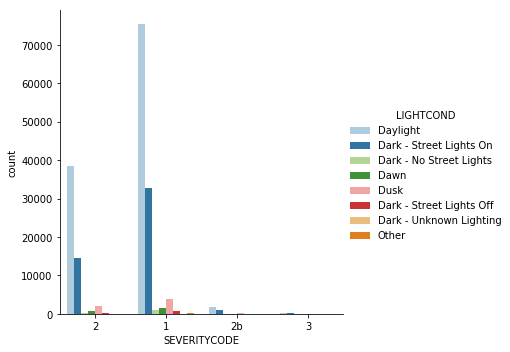 70000
60000
50000
40000
30000
20000
10000
0
count
2
1
2b
3
SEVERITYCODE
LIGHTCOND
Daylight
Dark - Street Lights On
Dark - No Street Lights
Dawn
Dusk
Dark - Street Lights Off
Dark - Unknown Lighting
Other